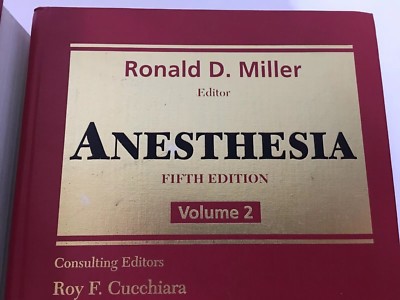 Ronald D. Miller
Editor
ANESTHESIA
FIFTH EDITION
Volume 2
Consulting Editors
Roy F. Cucchiara